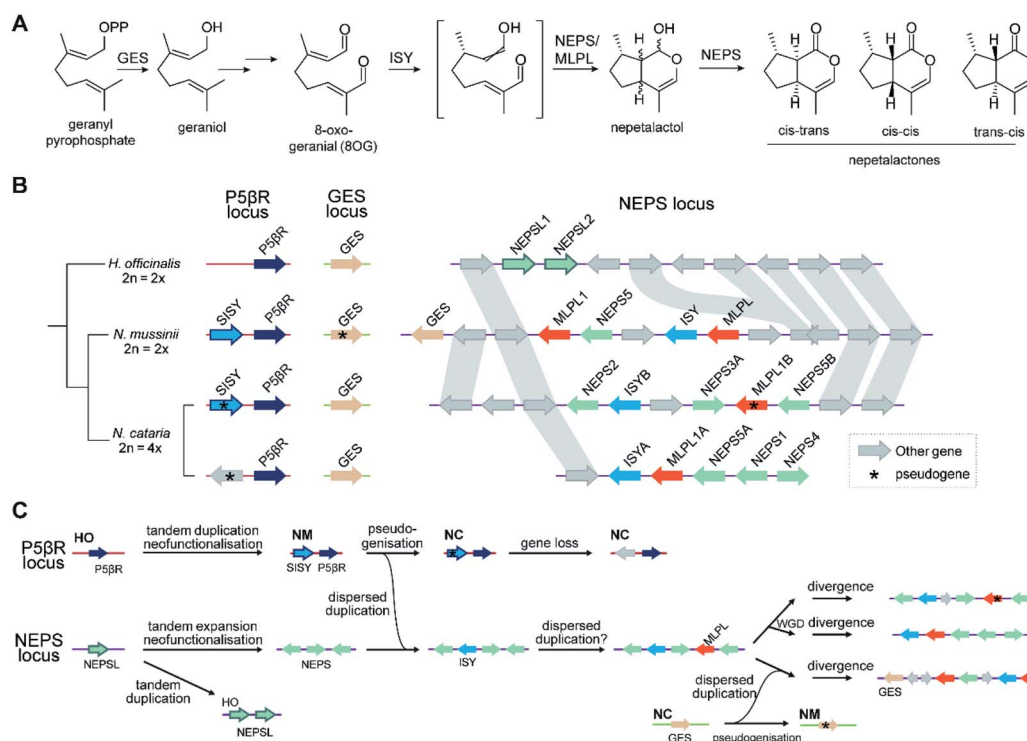 A
OPP
GES
geranyl
pyrophosphate
OH
geraniol
O
O
8-oxo-
geranial (8OG)
ISY
OH
O
NEPS/
MLPL
H OH
O
H
nepetalactol
NEPS
H O
O
H
cis-trans
H O
O
H
cis-cis
H O
O
H
trans-cis
nepetalactones
B
P5βR
locus
GES
locus
NEPS locus
H. officinalis
2n = 2x
P5βR
GES
NEPSL1
NEPSL2
N. mussinii
2n = 2x
SISY
P5βR
GES
*
GES
MLPL1
NEPS5
ISY
MLPL
N. cataria
2n = 4x
SISY
*
P5βR
GES
NEPS2
ISYB
NEPS3A
MLPL1B
*
NEPS5B
*
P5βR
GES
ISYA
MLPL1A
NEPS5A
NEPS1
NEPS4
Other gene
* pseudogene
C
P5βR
locus
HO
P5βR
tandem duplication
neofunctionalisation
NM
SISY P5βR
pseudo-
genisation
NC
*
gene loss
NC
dispersed
duplication
NEPS
locus
NEPSL
tandem expansion
neofunctionalisation
NEPS
ISY
dispersed
duplication?
MLPL
divergence
*
WGD divergence
divergence
GES
tandem
duplication
HO
NEPSL
dispersed
duplication
NC
GES
pseudogenisation
NM
*